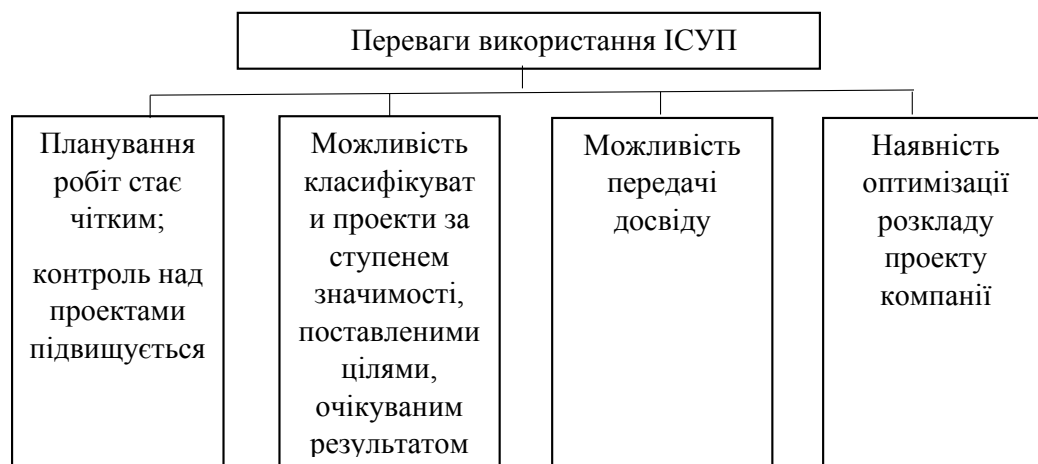 Переваги використання ІСУП
Планування
робіт стає
чітким;
контроль над
проектами
підвищується
Можливість
класифікуват
и проекти за
ступенем
значимості,
поставленими
цілями,
очікуваним
результатом
Можливість
передачі
досвіду
Наявність
оптимізації
розкладу
проекту
компанії